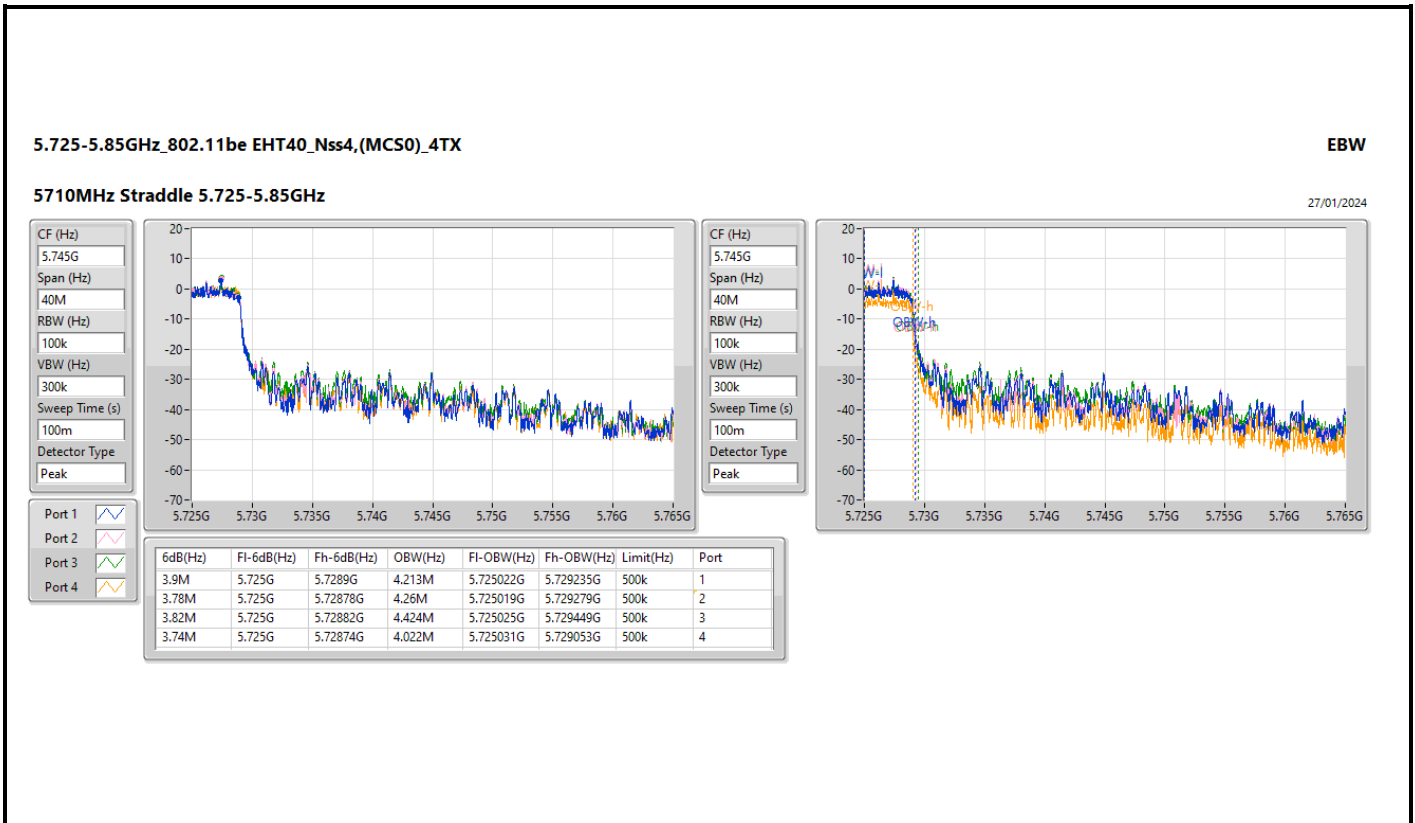 5.725-5.85GHz_802.11be EHT40_Nss4,(MCS0)_4TX
EBW
5710MHz Straddle 5.725-5.85GHz
27/01/2024
CF (Hz)
5.745G
Span (Hz)
40M
RBW (Hz)
100k
VBW (Hz)
300k
Sweep Time (s)
100m
Detector Type
Peak
20
10
0
-10
-20
-30
-40
-50
-60
-70
5.725G 5.73G 5.735G 5.74G 5.745G 5.75G 5.755G 5.76G 5.765G
CF (Hz)
5.745G
Span (Hz)
40M
RBW (Hz)
100k
VBW (Hz)
300k
Sweep Time (s)
100m
Detector Type
Peak
20
10
0
-10
-20
-30
-40
-50
-60
-70
5.725G 5.73G 5.735G 5.74G 5.745G 5.75G 5.755G 5.76G 5.765G
Port 1
Port 2
Port 3
Port 4
6dB(Hz) Fl-6dB(Hz) Fh-6dB(Hz) OBW(Hz) Fl-OBW(Hz) Fh-OBW(Hz) Limit(Hz) Port
3.9M 5.725G 5.7289G 4.213M 5.725022G 5.729235G 500k 1
3.78M 5.725G 5.72878G 4.26M 5.725019G 5.729279G 500k 2
3.82M 5.725G 5.72882G 4.424M 5.725025G 5.729449G 500k 3
3.74M 5.725G 5.72874G 4.022M 5.725031G 5.729053G 500k 4